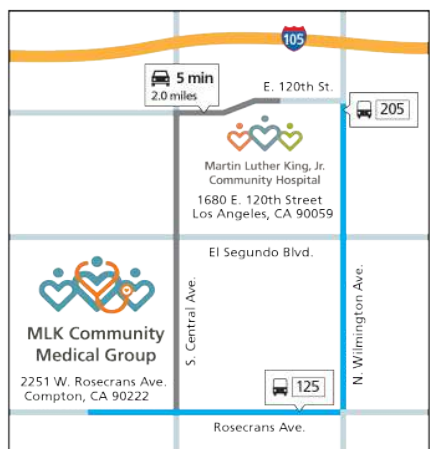 105
5 min
2.0 miles
E. 120th St.
205
Martin Luther King, Jr.
Community Hospital
1680 E. 120th Street
Los Angeles, CA 90059
El Segundo Blvd.
S. Central Ave.
N. Wilmington Ave.
MLK Community
Medical Group
2251 W. Rosecrans Ave.
Compton, CA 90222
125
Rosecrans Ave.